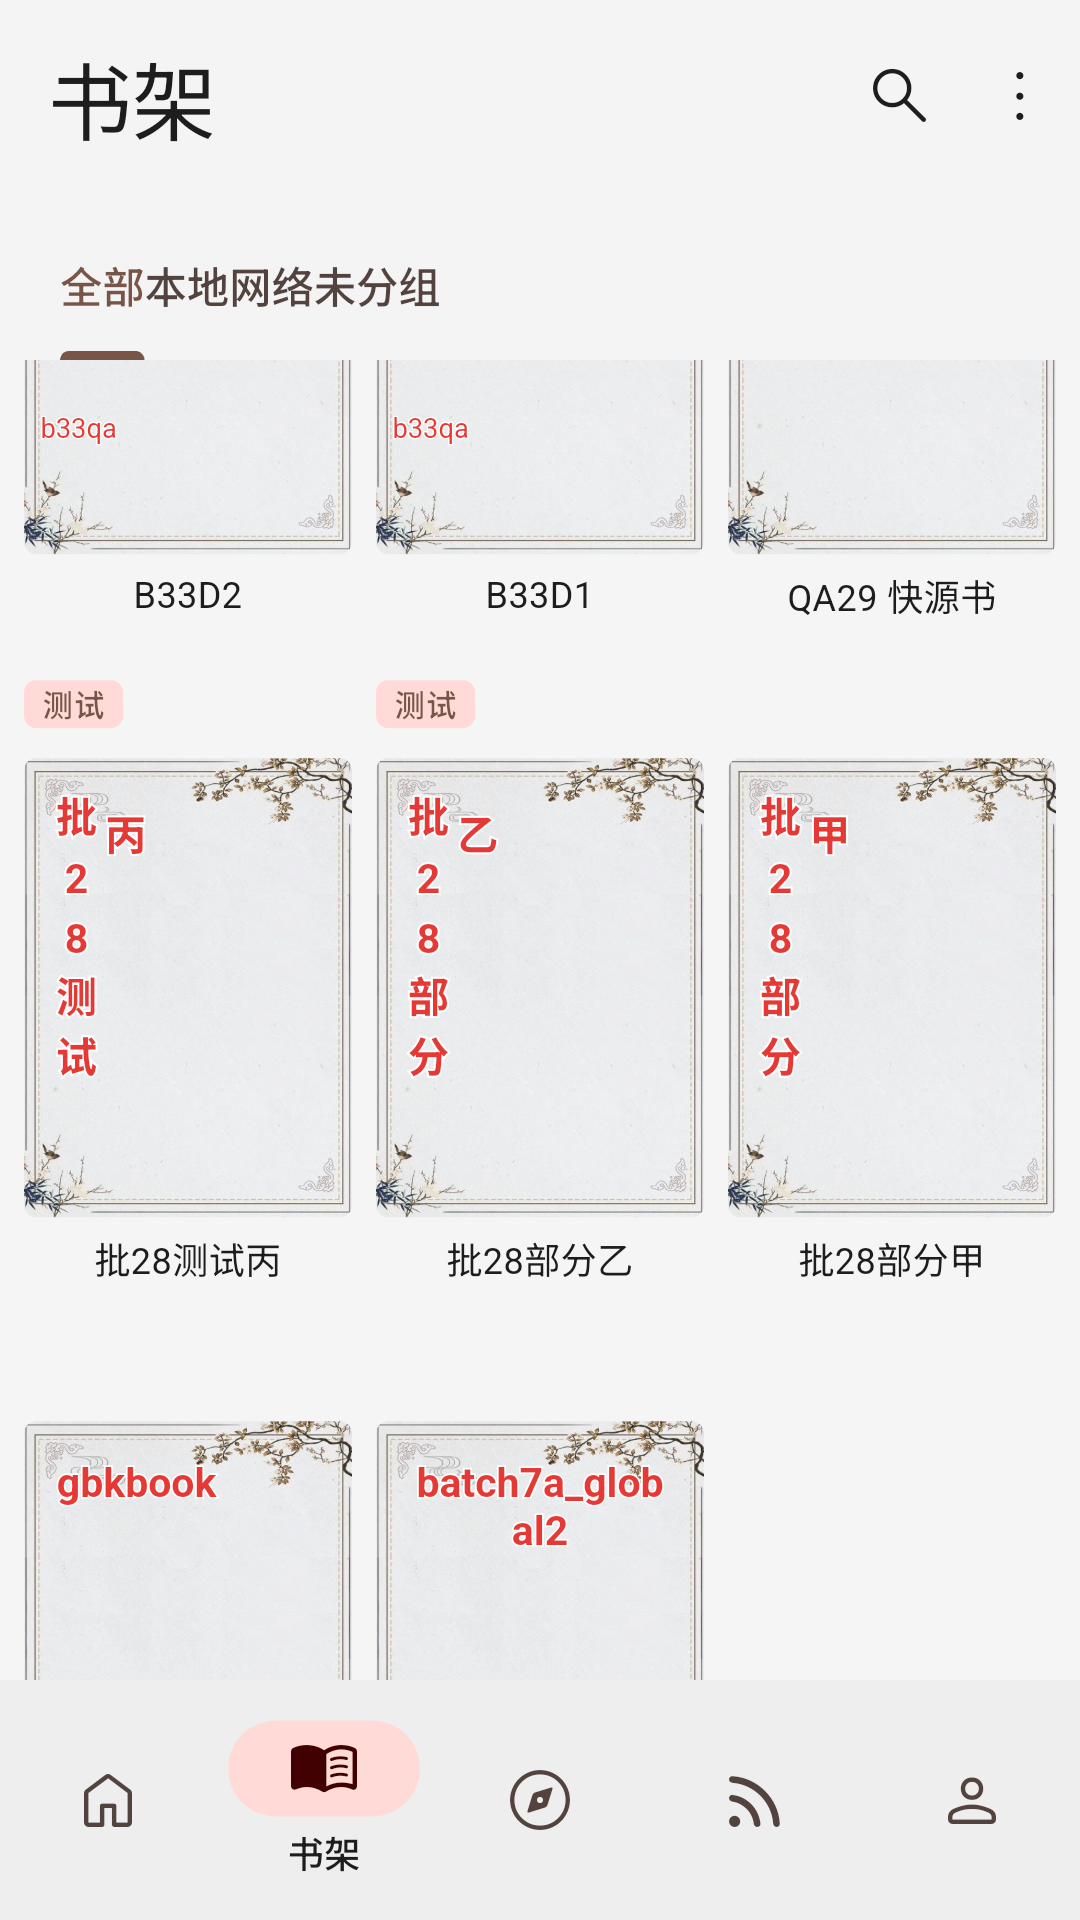 书架
全部本地网络未分组
b33qa
b33qa
B33D2
B33D1
QA29 快源书
测试
测试
批28测试
丙
批28部分
乙
批28部分
甲
批28测试丙
批28部分乙
批28部分甲
gbkbook
batch7a_glob
al2
书架